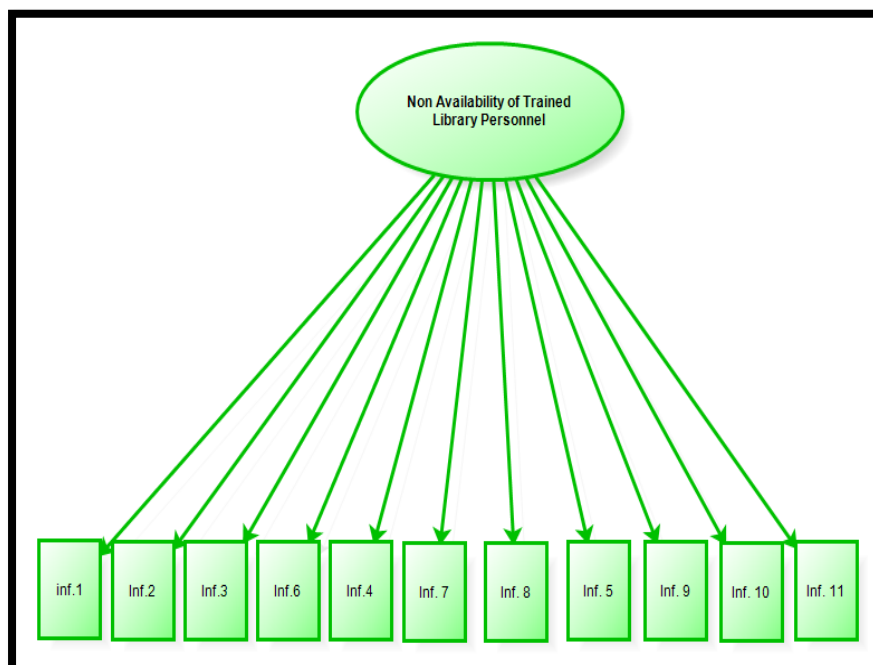 Non Availability of Trained
Library Personnel
inf.1
Inf.2
Inf.3
Inf.6
Inf.4
Inf. 7
Inf. 8
Inf. 5
Inf. 9
Inf. 10
Inf. 11